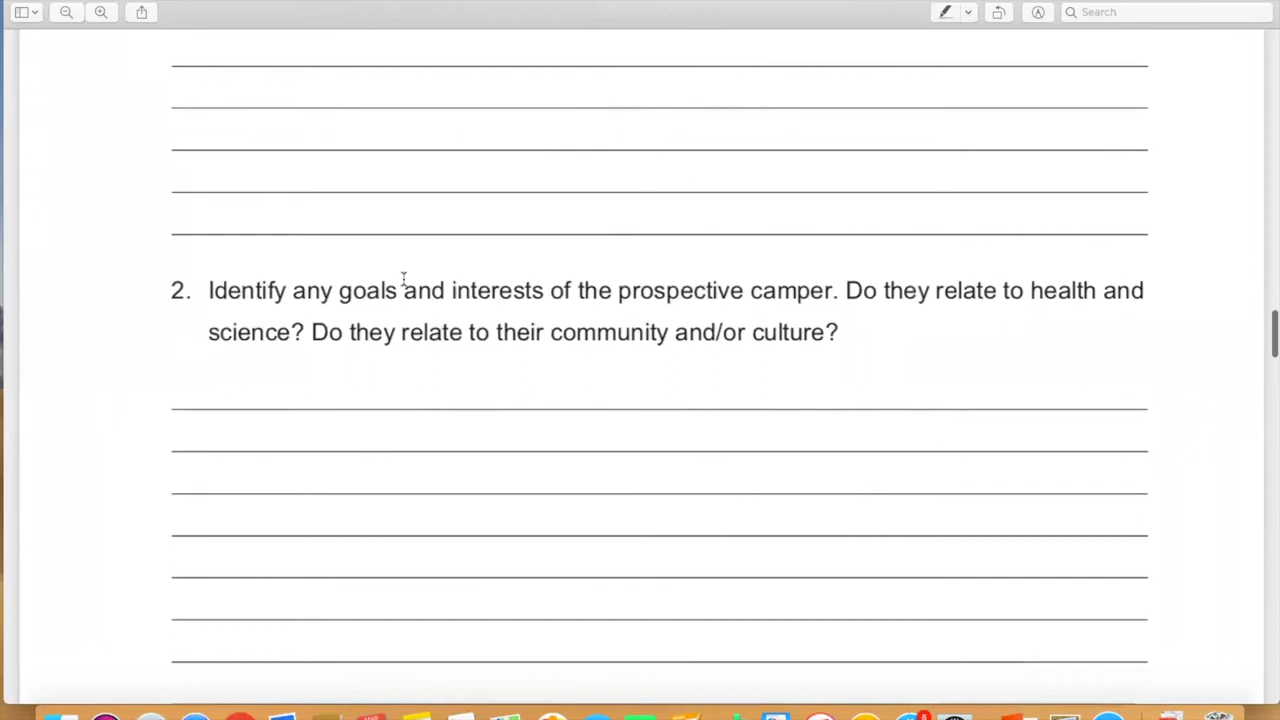 Search
2. Identify any goals and interests of the prospective camper. Do they relate to health and
science? Do they relate to their community and/or culture?